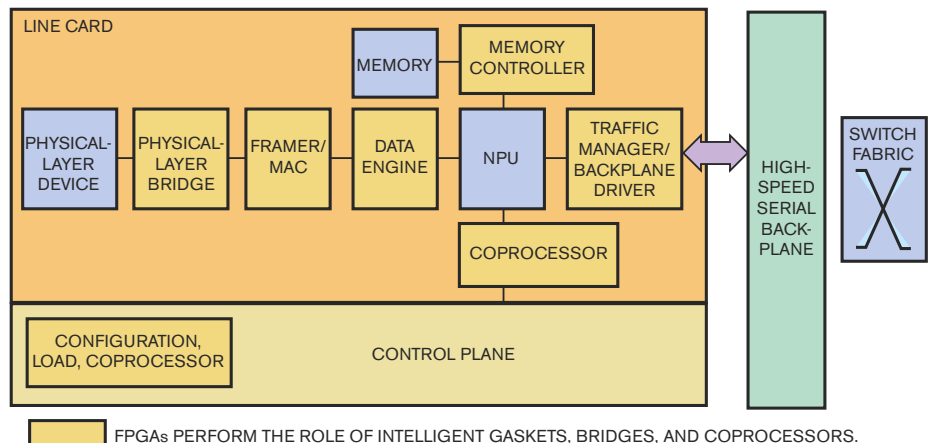 LINE CARD
MEMORY
MEMORY
CONTROLLER
PHYSICAL-
LAYER
DEVICE
PHYSICAL-
LAYER
BRIDGE
FRAMER/
MAC
DATA
ENGINE
NPU
TRAFFIC
MANAGER/
BACKPLANE
DRIVER
HIGH-
SPEED
SERIAL
BACK-
PLANE
SWITCH
FABRIC
COPROCESSOR
CONFIGURATION,
LOAD, COPROCESSOR
CONTROL PLANE
FPGAs PERFORM THE ROLE OF INTELLIGENT GASKETS, BRIDGES, AND COPROCESSORS.